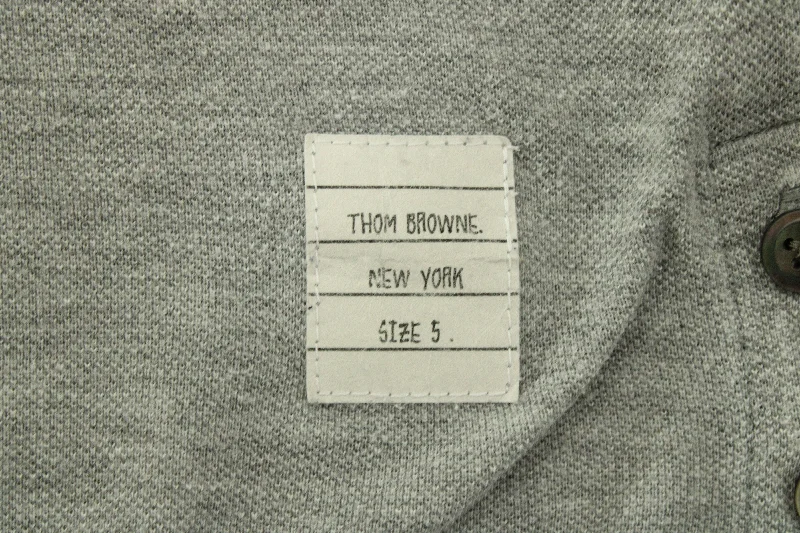 THOM BROWNE.
NEW YORK
SIZE 5 .